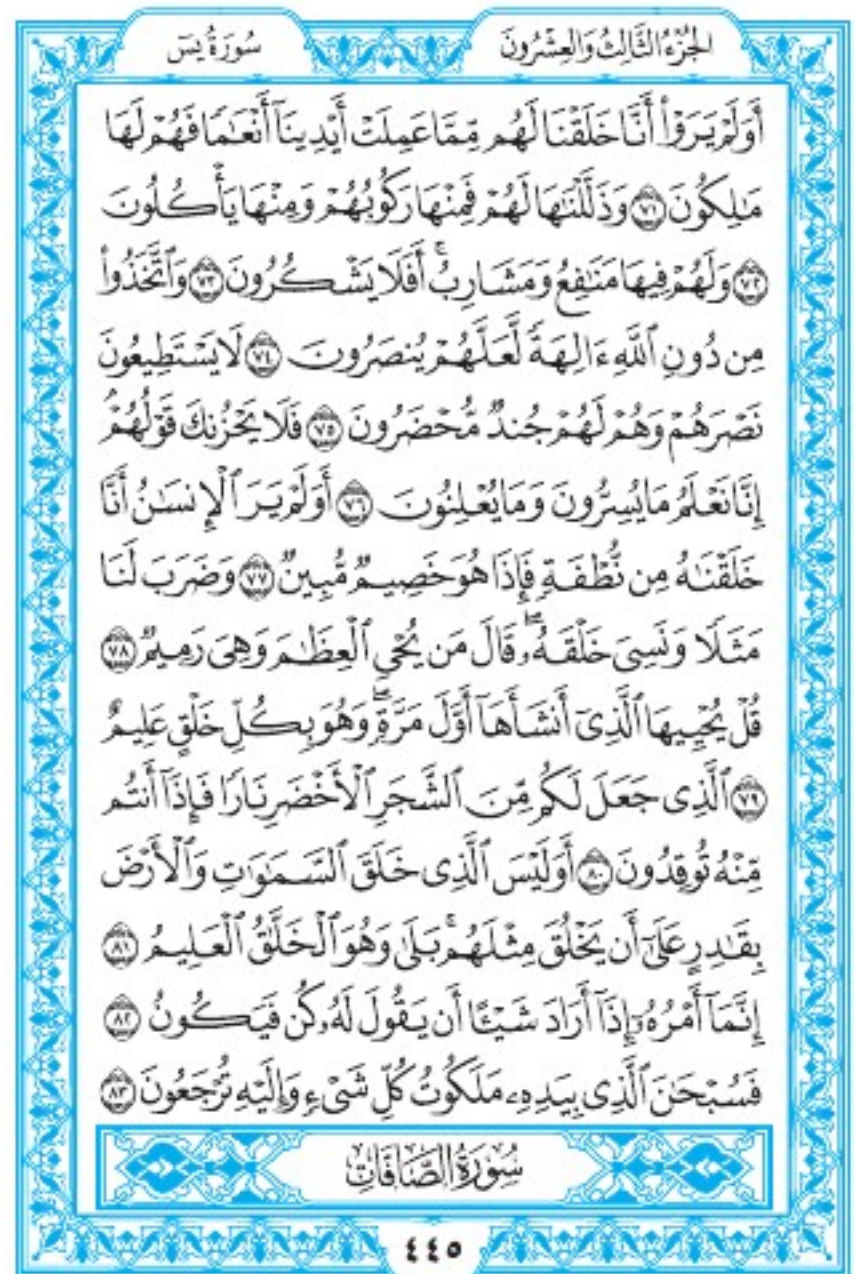 الجُزْءُ الثَّالِثُ وَالعِشْرُونَ
سُورَةُ يسٓ
أَوَلَمْ يَرَوْا۟ أَنَّا خَلَقْنَا لَهُم مِّمَّا عَمِلَتْ أَيْدِينَآ أَنْعَٰمًا فَهُمْ لَهَا
مَٰلِكُونَ ٧١ وَذَلَّلْنَٰهَا لَهُمْ فَمِنْهَا رَكُوبُهُمْ وَمِنْهَا يَأْكُلُونَ
٧٢ وَلَهُمْ فِيهَا مَنَٰفِعُ وَمَشَارِبُ ۚ أَفَلَا يَشْكُرُونَ ٧٣ وَٱتَّخَذُوا۟
مِن دُونِ ٱللَّهِ ءَالِهَةً لَّعَلَّهُمْ يُنصَرُونَ ٧٤ لَا يَسْتَطِيعُونَ
نَصْرَهُمْ وَهُمْ لَهُمْ جُندٌ مُّحْضَرُونَ ٧٥ فَلَا يَحْزُنكَ قَوْلُهُمْ ۘ
إِنَّا نَعْلَمُ مَا يُسِرُّونَ وَمَا يُعْلِنُونَ ٧٦ أَوَلَمْ يَرَ ٱلْإِنسَٰنُ أَنَّا
خَلَقْنَٰهُ مِن نُّطْفَةٍ فَإِذَا هُوَ خَصِيمٌ مُّبِينٌ ٧٧ وَضَرَبَ لَنَا
مَثَلًا وَنَسِىَ خَلْقَهُۥ ۖ قَالَ مَن يُحْىِ ٱلْعِظَٰمَ وَهِىَ رَمِيمٌ ٧٨
قُلْ يُحْيِيهَا ٱلَّذِىٓ أَنشَأَهَآ أَوَّلَ مَرَّةٍ ۖ وَهُوَ بِكُلِّ خَلْقٍ عَلِيمٌ
٧٩ ٱلَّذِى جَعَلَ لَكُم مِّنَ ٱلشَّجَرِ ٱلْأَخْضَرِ نَارًا فَإِذَآ أَنتُم
مِّنْهُ تُوقِدُونَ ٨٠ أَوَلَيْسَ ٱلَّذِى خَلَقَ ٱلسَّمَٰوَٰتِ وَٱلْأَرْضَ
بِقَٰدِرٍ عَلَىٰٓ أَن يَخْلُقَ مِثْلَهُم ۚ بَلَىٰ وَهُوَ ٱلْخَلَّٰقُ ٱلْعَلِيمُ ٨١
إِنَّمَآ أَمْرُهُۥٓ إِذَآ أَرَادَ شَيْـًٔا أَن يَقُولَ لَهُۥ كُن فَيَكُونُ ٨٢
فَسُبْحَٰنَ ٱلَّذِى بِيَدِهِۦ مَلَكُوتُ كُلِّ شَىْءٍ وَإِلَيْهِ تُرْجَعُونَ ٨٣
سُورَةُ الصَّافَّاتِ
٤٤٥